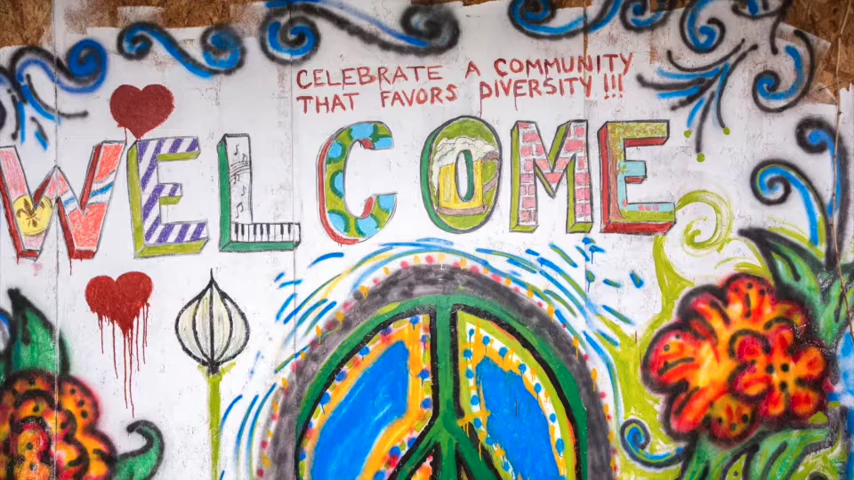 CELEBRATE A COMMUNITY
THAT FAVORS DIVERSITY !!!
WELCOME